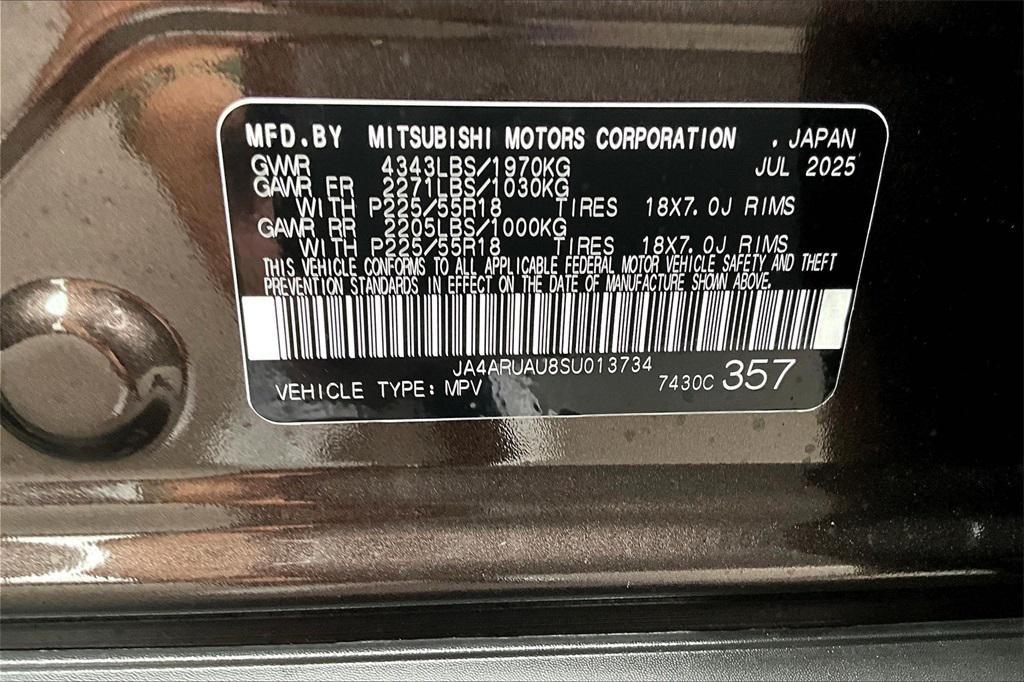 MFD.BY MITSUBISHI MOTORS CORPORATION . JAPAN
GVWR 4343LBS/1970KG JUL 2025
GAWR FR 2271LBS/1030KG
WITH P225/55R18 TIRES 18X7.0J RIMS
GAWR RR 2205LBS/1000KG
WITH P225/55R18 TIRES 18X7.0J RIMS
THIS VEHICLE CONFORMS TO ALL APPLICABLE FEDERAL MOTOR VEHICLE SAFETY AND THEFT
PREVENTION STANDARDS IN EFFECT ON THE DATE OF MANUFACTURE SHOWN ABOVE.
JA4ARUAU8SU013734
VEHICLE TYPE: MPV 7430C 357